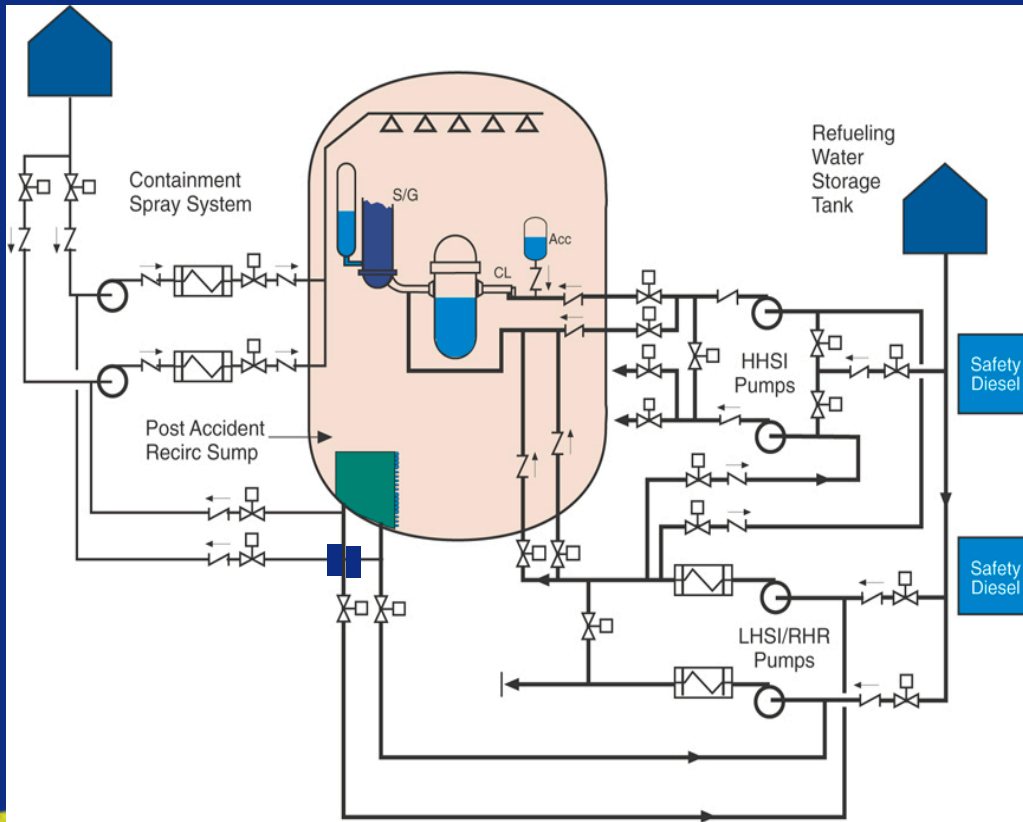 Containment
Spray System
S/G
Acc
CL
Refueling
Water
Storage
Tank
HHSI
Pumps
Safety
Diesel
Post Accident
Recirc Sump
Safety
Diesel
LHSI/RHR
Pumps